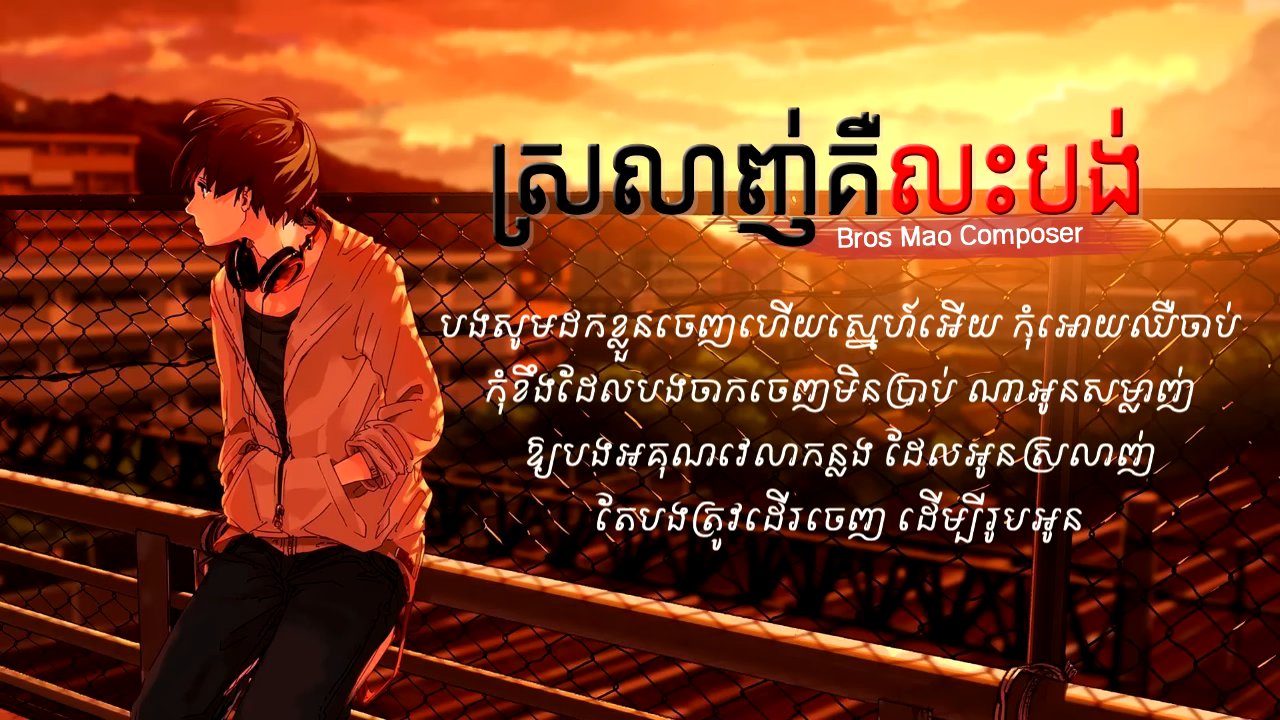 ស្រលាញ់គឺលះបង់
Bros Mao Composer
បងសូមដកខ្លួនចេញហើយស្នេហ៍អើយ កុំអោយឈឺចាប់
កុំខឹងដែលបងចាកចេញមិនប្រាប់ ណាអូនសម្លាញ់
ឱ្យបងអគុណវេលាកន្លង ដែលអូនស្រលាញ់
តែបងត្រូវដើរចេញ ដើម្បីរូបអូន